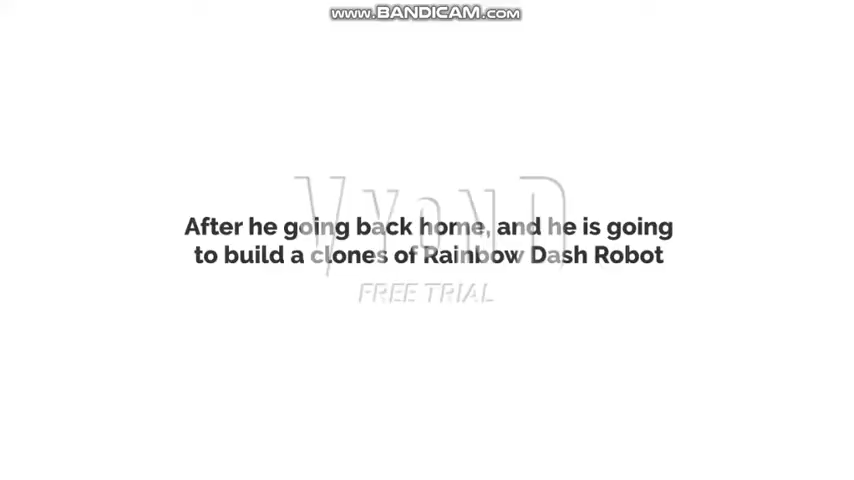 www.BANDICAM.com
After he going back home, and he is going
to build a clones of Rainbow Dash Robot
VYOND
FREE TRIAL